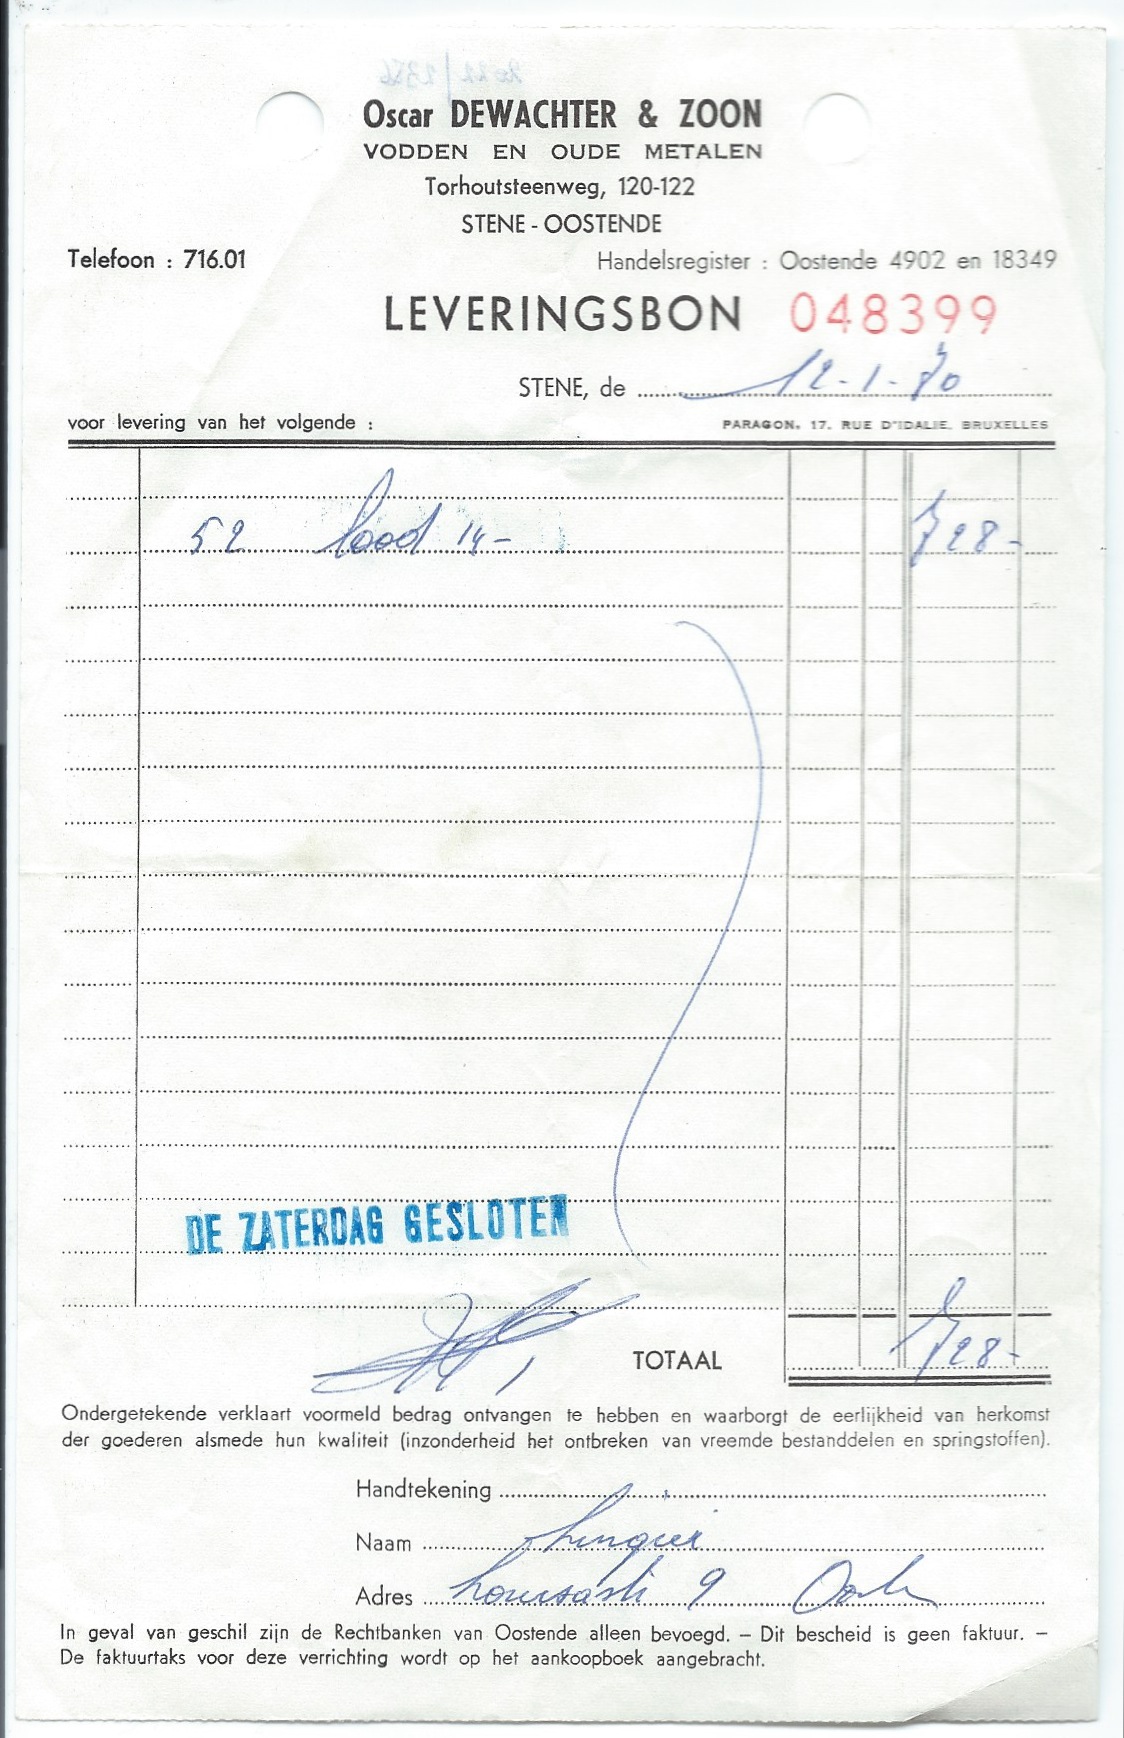 Oscar DEWACHTER & ZOON
VODDEN EN OUDE METALEN
Torhoutsteenweg, 120-122
STENE - OOSTENDE
Telefoon : 716.01 Handelsregister : Oostende 4902 en 18349
LEVERINGSBON 048399
STENE, de 12-1-70
voor levering van het volgende : PARAGON. 17. RUE D'IDALIE. BRUXELLES
52 lood 14- 728-
DE ZATERDAG GESLOTEN
TOTAAL 728-
Ondergetekende verklaart voormeld bedrag ontvangen te hebben en waarborgt de eerlijkheid van herkomst
der goederen alsmede hun kwaliteit (inzonderheid het ontbreken van vreemde bestanddelen en springstoffen).
Handtekening
Naam Lingier
Adres 9
In geval van geschil zijn de Rechtbanken van Oostende alleen bevoegd. – Dit bescheid is geen faktuur. –
De faktuurtaks voor deze verrichting wordt op het aankoopboek aangebracht.